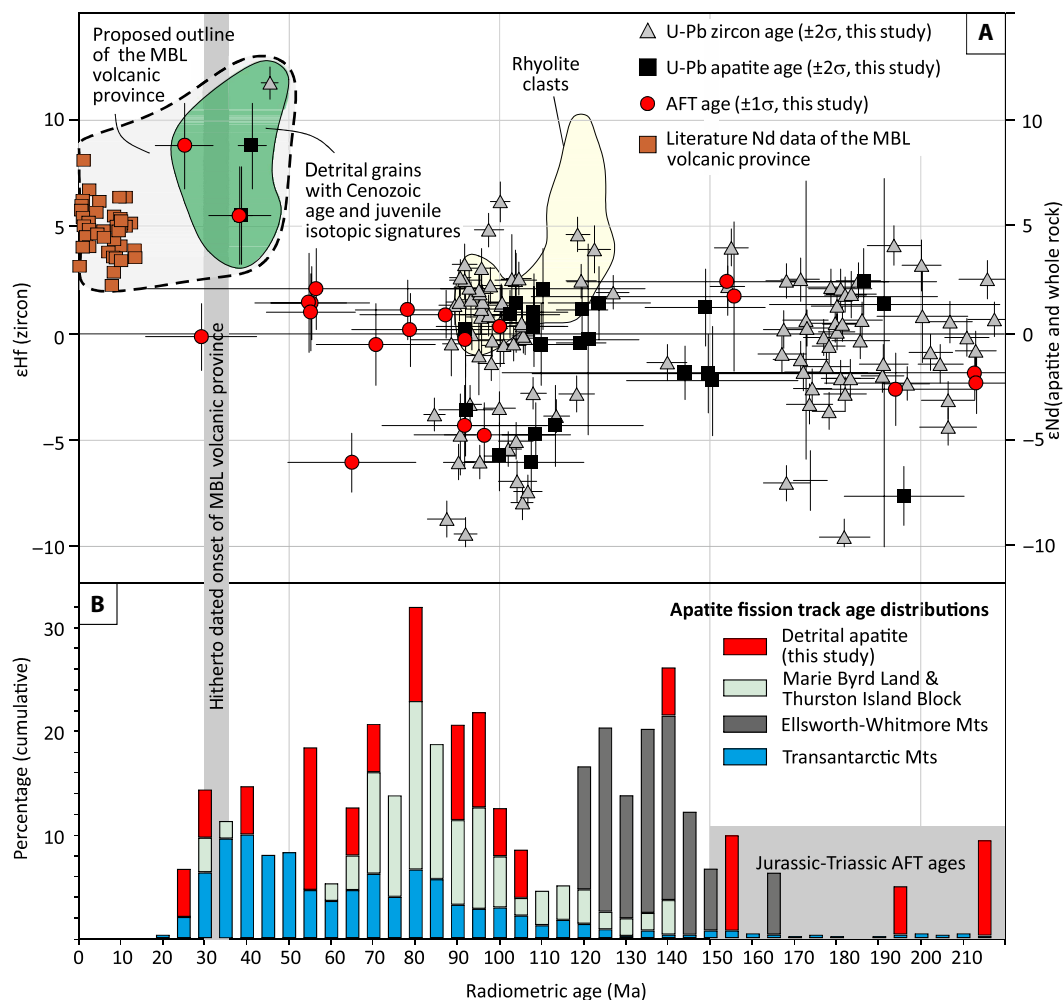 A
U-Pb zircon age (±2σ, this study)
U-Pb apatite age (±2σ, this study)
AFT age (±1σ, this study)
Literature Nd data of the MBL
volcanic province
Proposed outline
of the MBL
volcanic
province
Rhyolite
clasts
Detrital grains
with Cenozoic
age and juvenile
isotopic signatures
10
5
0
−5
−10
εHf (zircon)
10
5
0
−5
−10
εNd(apatite and whole rock)
Hitherto dated onset of MBL volcanic province
B
Apatite fission track age distributions
Detrital apatite
(this study)
Marie Byrd Land &
Thurston Island Block
Ellsworth-Whitmore Mts
Transantarctic Mts
Jurassic-Triassic AFT ages
30
20
10
Percentage (cumulative)
0 10 20 30 40 50 60 70 80 90 100 110 120 130 140 150 160 170 180 190 200 210
Radiometric age (Ma)